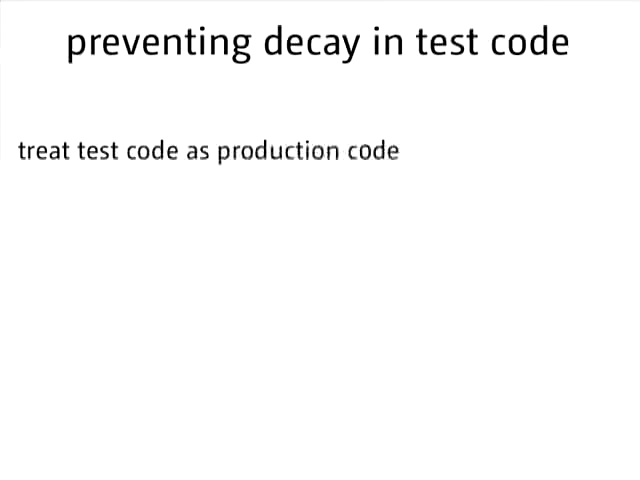 preventing decay in test code
treat test code as production code